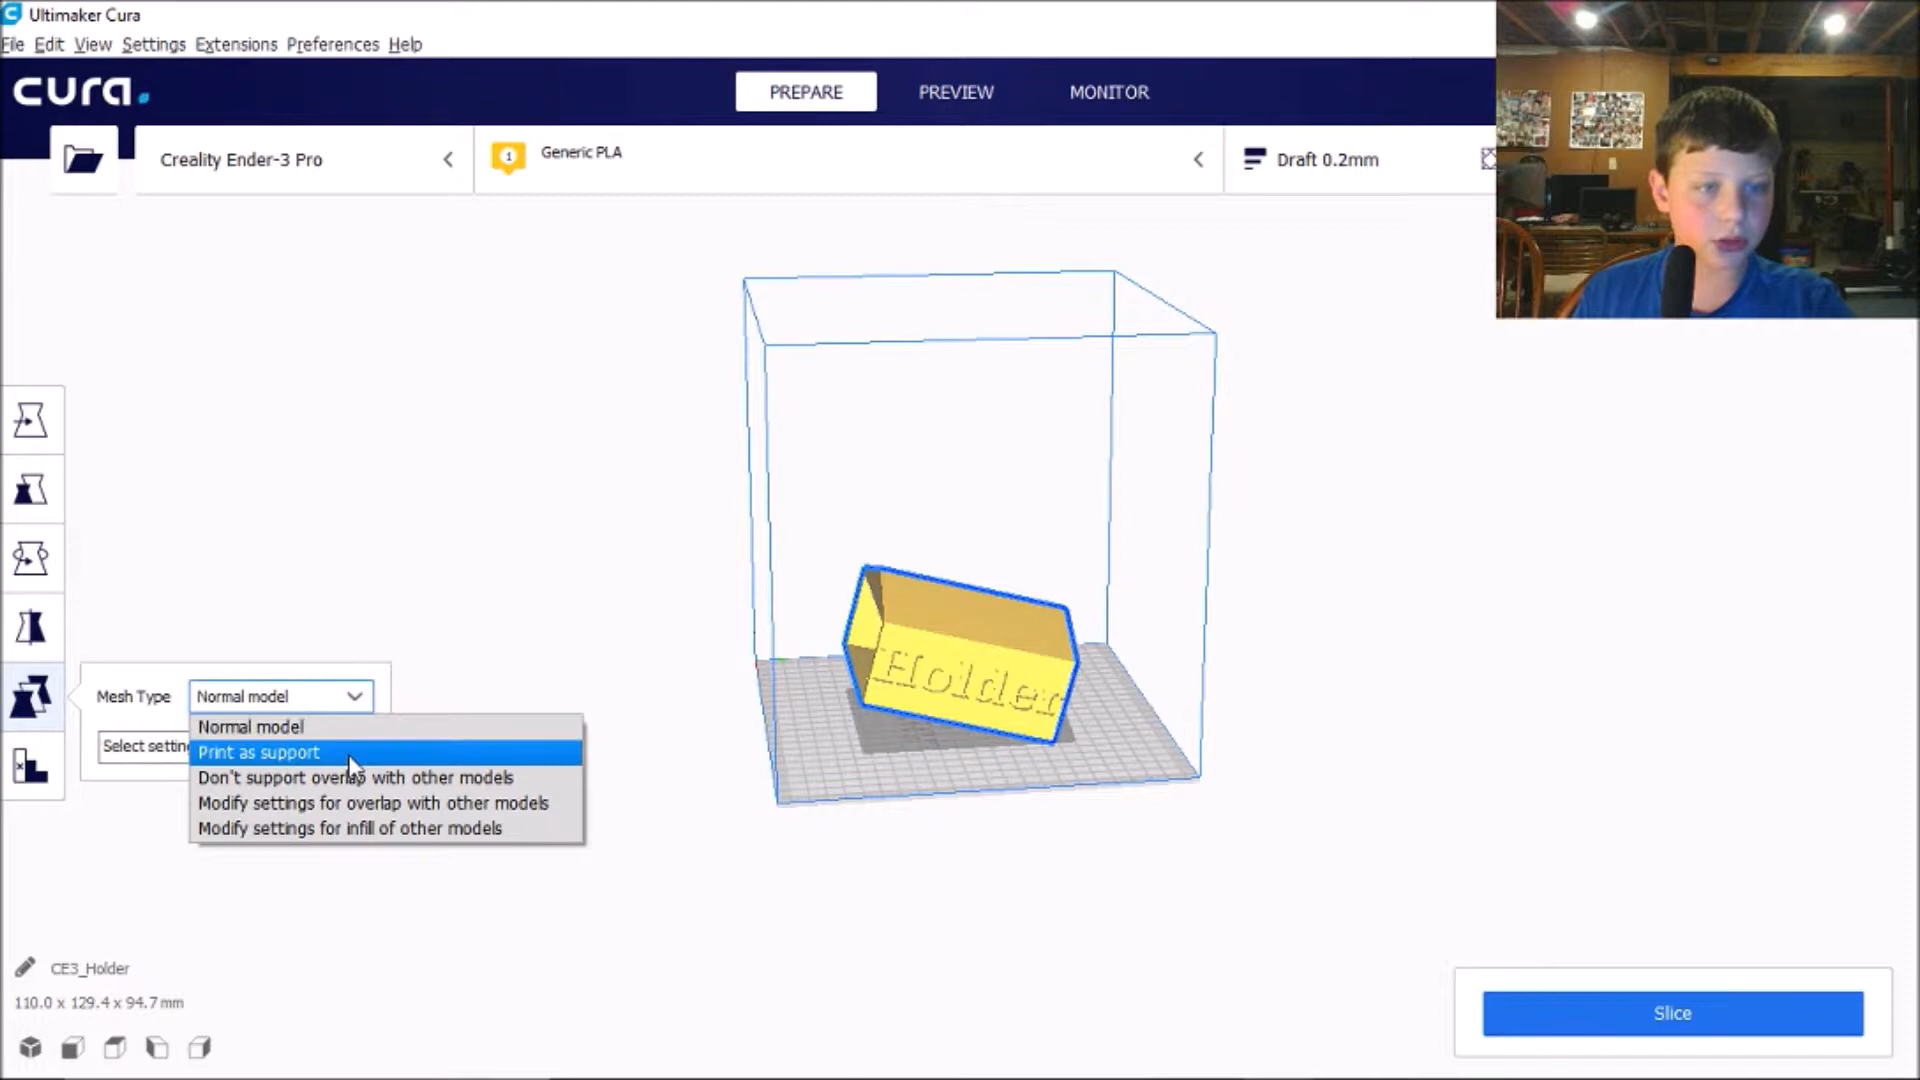 Ultimaker Cura
File Edit View Settings Extensions Preferences Help
cura.
PREPARE PREVIEW MONITOR
Creality Ender-3 Pro
1 Generic PLA
Draft 0.2mm
Holder
Mesh Type Normal model
Normal model
Select settin
Print as support
Don't support overlap with other models
Modify settings for overlap with other models
Modify settings for infill of other models
CE3_Holder
110.0 x 129.4 x 94.7 mm
Slice